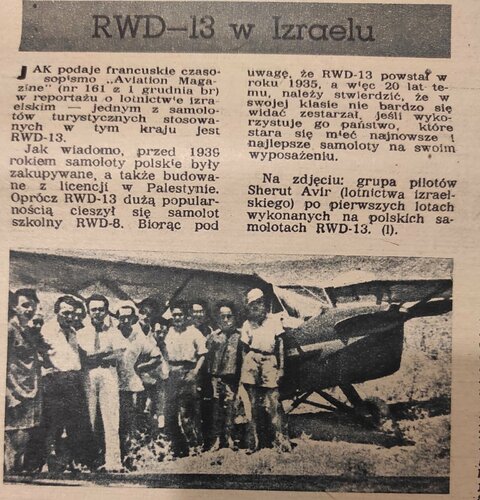 RWD-13 w Izraelu
JAK podaje francuskie czaso-
sopismo „Aviation Maga-
zine" (nr 161 z 1 grudnia br)
w reportażu o lotnictwie izra-
elskim — jednym z samolo-
tów turystycznych stosowa-
nych w tym kraju jest
RWD-13.
Jak wiadomo, przed 1939
rokiem samoloty polskie były
zakupywane, a także budowa-
ne z licencji w Palestynie.
Oprócz RWD-13 dużą popular-
nością cieszył się samolot
szkolny RWD-8. Biorąc pod
uwagę, że RWD-13 powstał w
roku 1935, a więc 20 lat te-
mu, należy stwierdzić, że w
swojej klasie nie bardzo się
widać zestarzał, jeśli wyko-
rzystuje go państwo, które
stara się mieć najnowsze i
najlepsze samoloty na swoim
wyposażeniu.
Na zdjęciu: grupa pilotów
Sherut Avir (lotnictwa izrael-
skiego) po pierwszych lotach
wykonanych na polskich sa-
molotach RWD-13. (l).